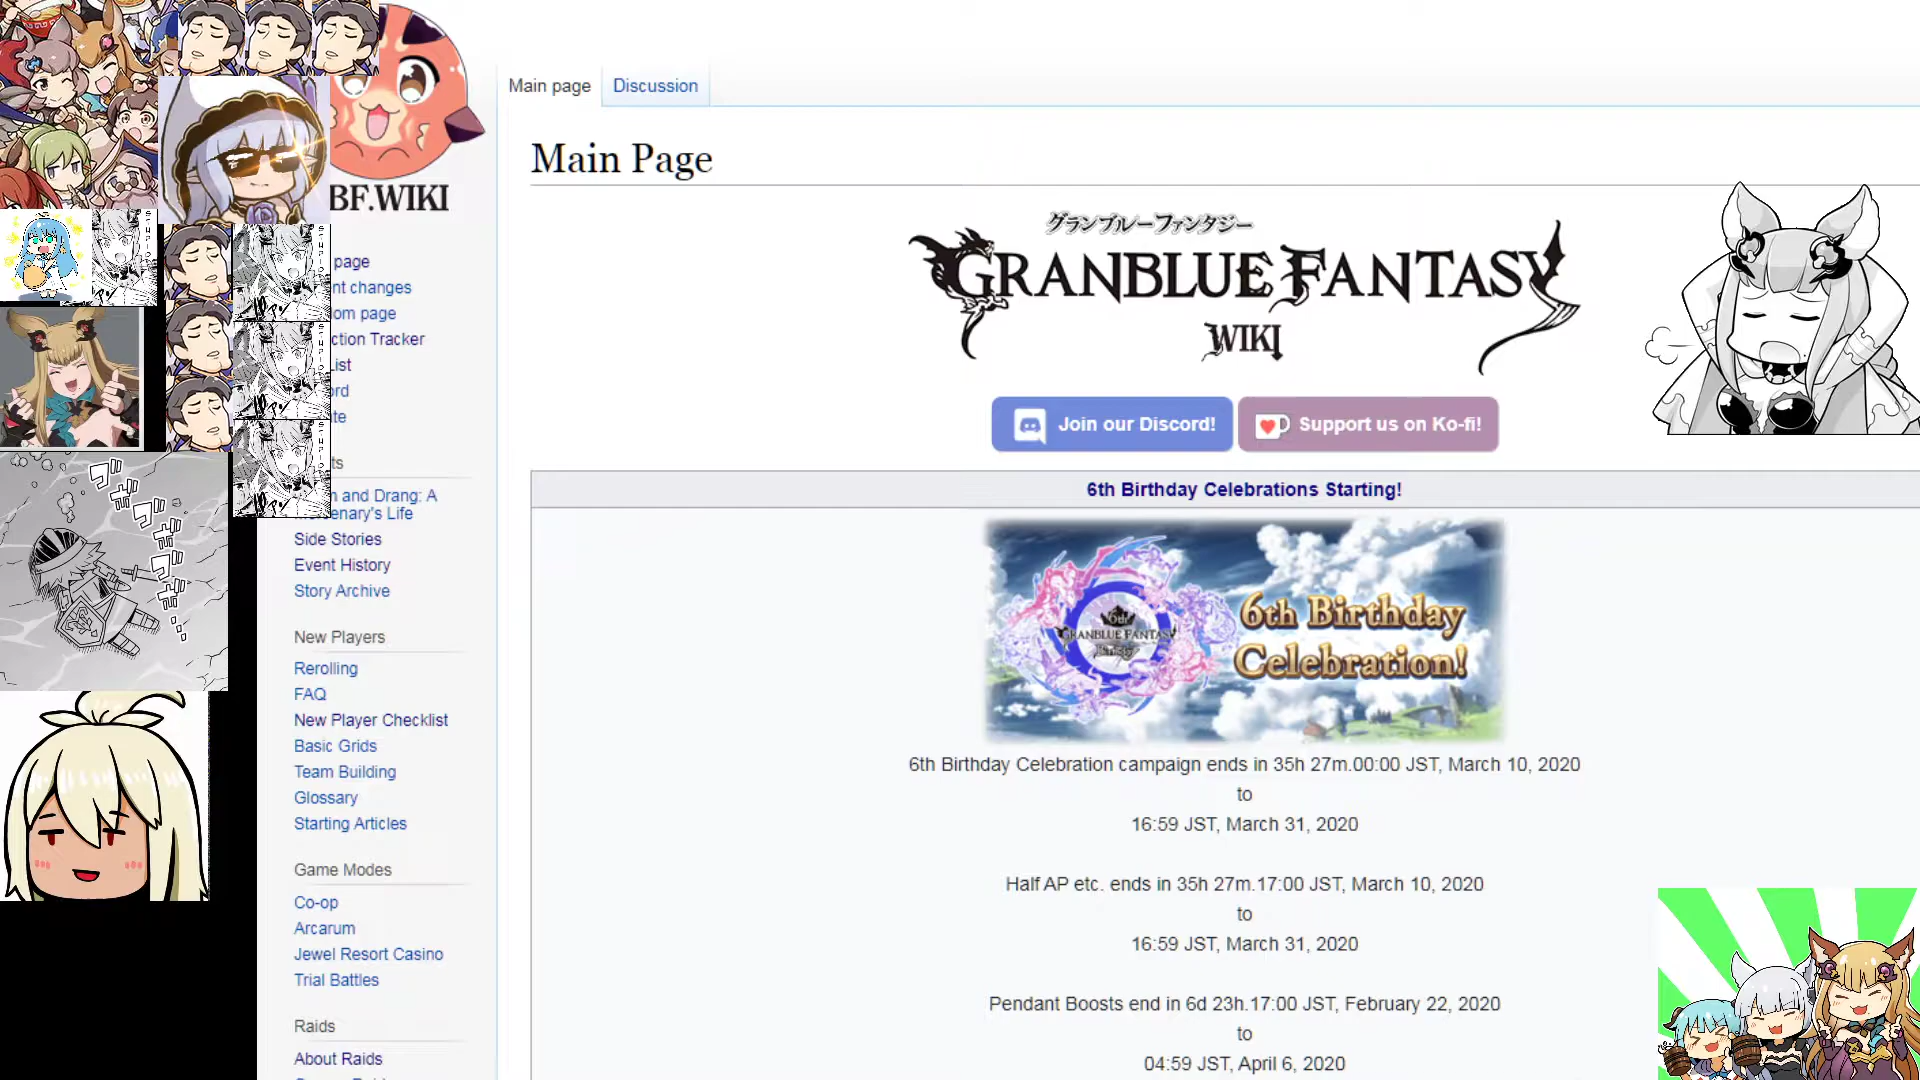 BF.WIKI
Main page
Discussion
Main Page
グランブルーファンタジー
GRANBLUE FANTASY
WIKI
Join our Discord!
Support us on Ko-fi!
page
nt changes
om page
ction Tracker
List
rd
te
ts
n and Drang: A
enary's Life
Side Stories
Event History
Story Archive
New Players
Rerolling
FAQ
New Player Checklist
Basic Grids
Team Building
Glossary
Starting Articles
Game Modes
Co-op
Arcarum
Jewel Resort Casino
Trial Battles
Raids
About Raids
6th Birthday Celebrations Starting!
6th
GRANBLUE FANTASY
6th Birthday
Celebration!
6th Birthday Celebration campaign ends in 35h 27m.00:00 JST, March 10, 2020
to
16:59 JST, March 31, 2020
Half AP etc. ends in 35h 27m.17:00 JST, March 10, 2020
to
16:59 JST, March 31, 2020
Pendant Boosts end in 6d 23h.17:00 JST, February 22, 2020
to
04:59 JST, April 6, 2020